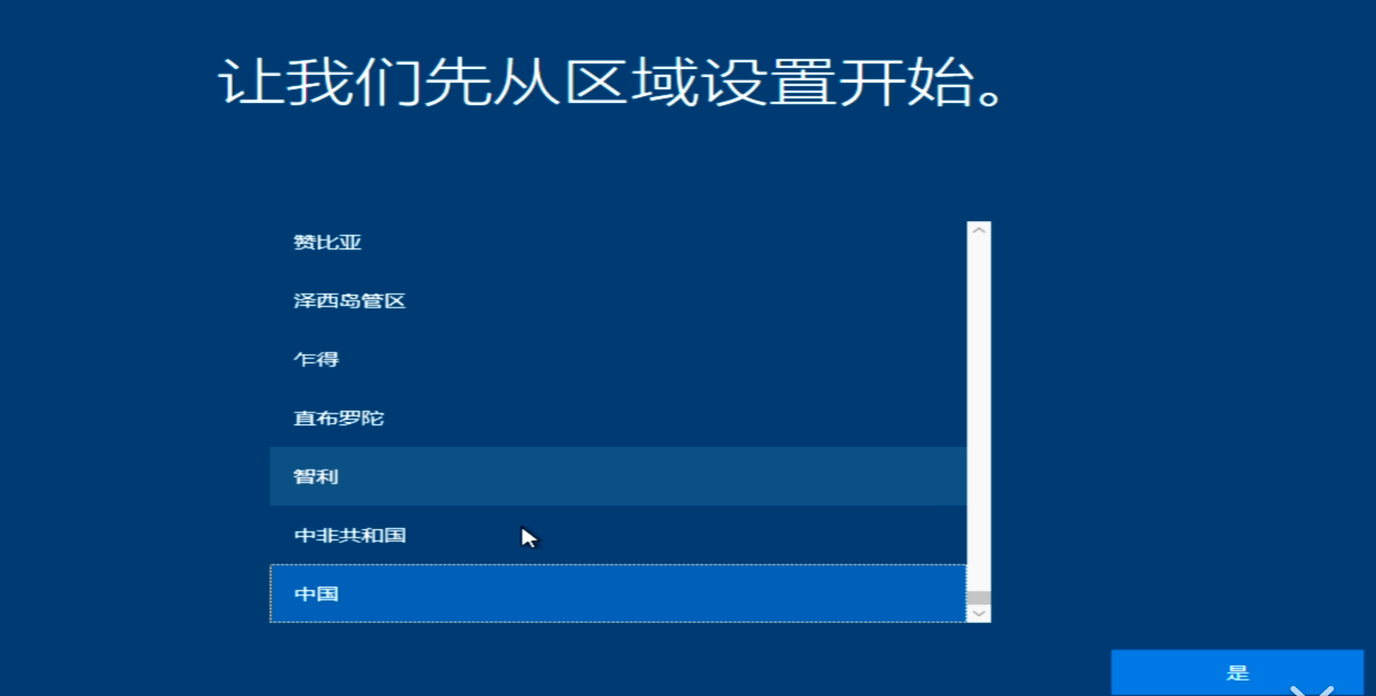 让我们先从区域设置开始。
赞比亚
泽西岛管区
乍得
直布罗陀
智利
中非共和国
中国
是